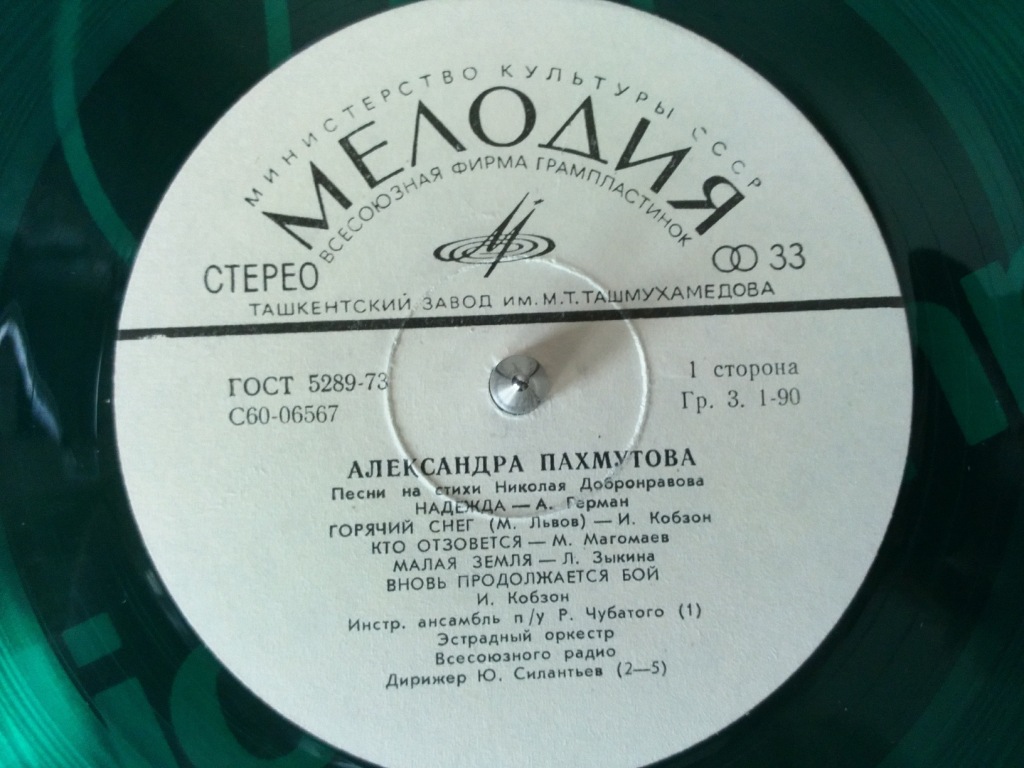 МИНИСТЕРСТВО КУЛЬТУРЫ СССР
МЕЛОДИЯ
ВСЕСОЮЗНАЯ ФИРМА ГРАМПЛАСТИНОК
СТЕРЕО
33
ТАШКЕНТСКИЙ ЗАВОД ИМ. М.Т. ТАШМУХАМЕДОВА
ГОСТ 5289-73
С60-06567
1 сторона
Гр. 3. 1-90
АЛЕКСАНДРА ПАХМУТОВА
Песни на стихи Николая Добронравова
НАДЕЖДА — А. Герман
ГОРЯЧИЙ СНЕГ (М. Львов) — И. Кобзон
КТО ОТЗОВЕТСЯ — М. Магомаев
МАЛАЯ ЗЕМЛЯ — Л. Зыкина
ВНОВЬ ПРОДОЛЖАЕТСЯ БОЙ
И. Кобзон
Инстр. ансамбль п/у Р. Чубатого (1)
Эстрадный оркестр
Всесоюзного радио
Дирижер Ю. Силантьев (2—5)